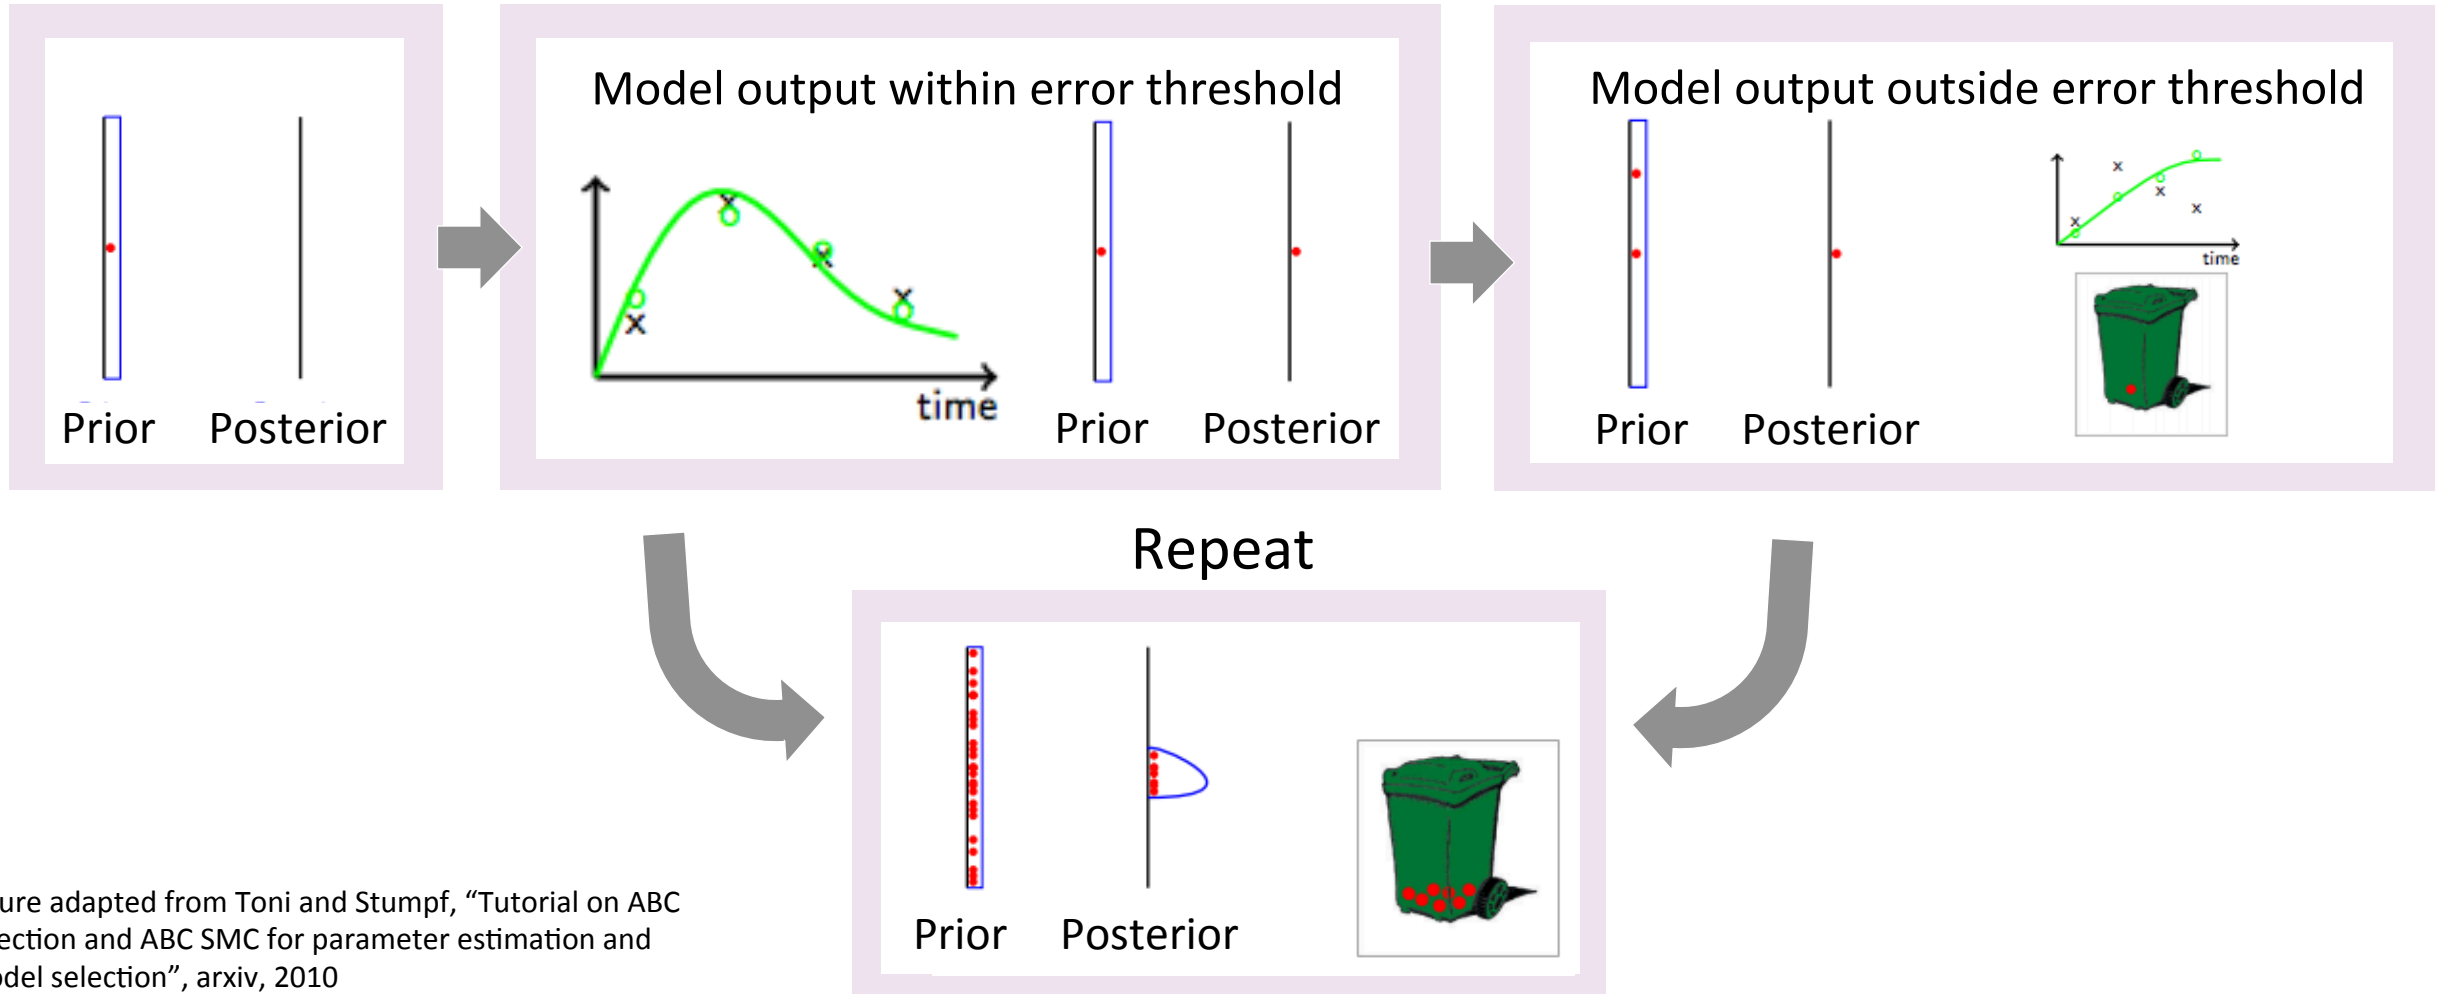 Prior Posterior
Model output within error threshold
x
x
x
x
time
Prior Posterior
Model output outside error threshold
x
x
x
x
time
Prior Posterior
Repeat
Prior Posterior
ure adapted from Toni and Stumpf, “Tutorial on ABC
ection and ABC SMC for parameter estimation and
odel selection”, arxiv, 2010